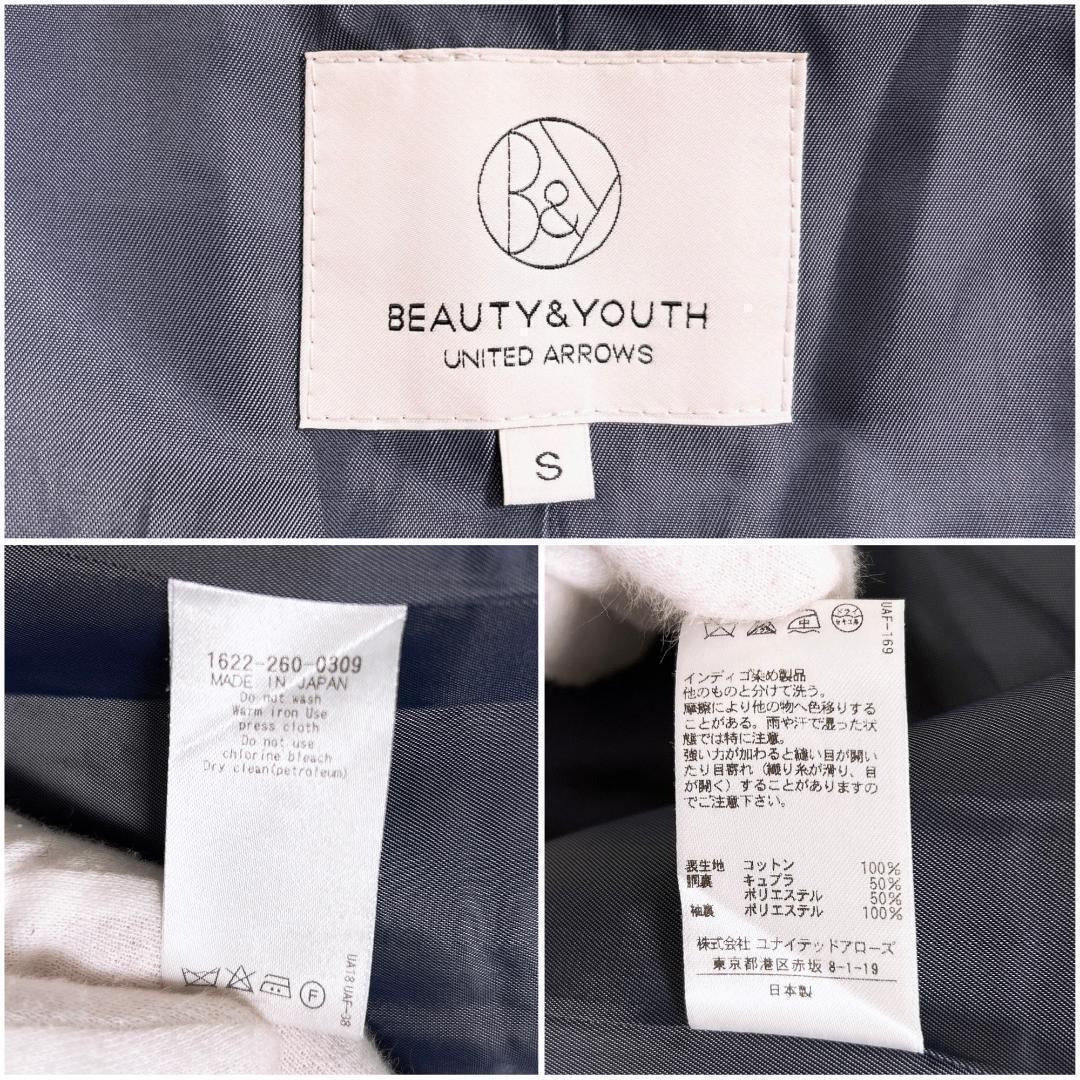 B&Y
BEAUTY&YOUTH
UNITED ARROWS
S
1622-260-0309
MADE IN JAPAN
Do not wash
Warm iron Use
press cloth
Do not use
chlorine bleach
Dry clean(petroleum)
F
UA18 UAF-38
中
ドライ
セキユ系
UAF-169
インディゴ染め製品
他のものと分けて洗う。
摩擦により他の物へ色移りする
ことがある。雨や汗で湿った状
態では特に注意。
強い力が加わると縫い目が開い
たり目寄れ（織り糸が滑り、目
が開く）することがありますの
でご注意下さい。
表生地 コットン 100%
胴裏 キュプラ 50%
ポリエステル 50%
袖裏 ポリエステル 100%
株式会社 ユナイテッドアローズ
東京都港区赤坂 8-1-19
日本製